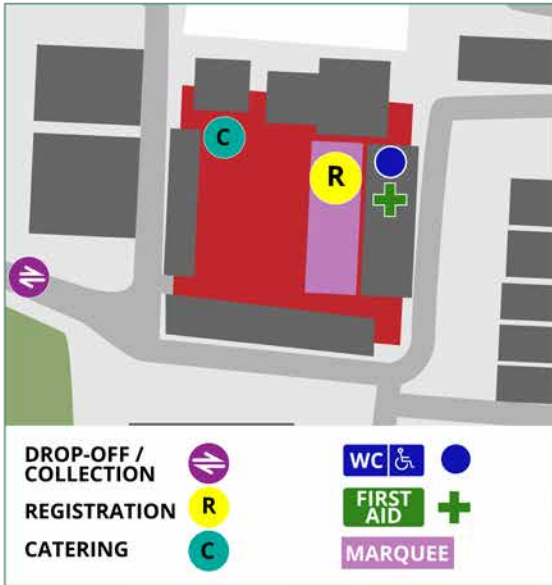 C
R
DROP-OFF /
COLLECTION
REGISTRATION R
CATERING C
WC
FIRST
AID
MARQUEE